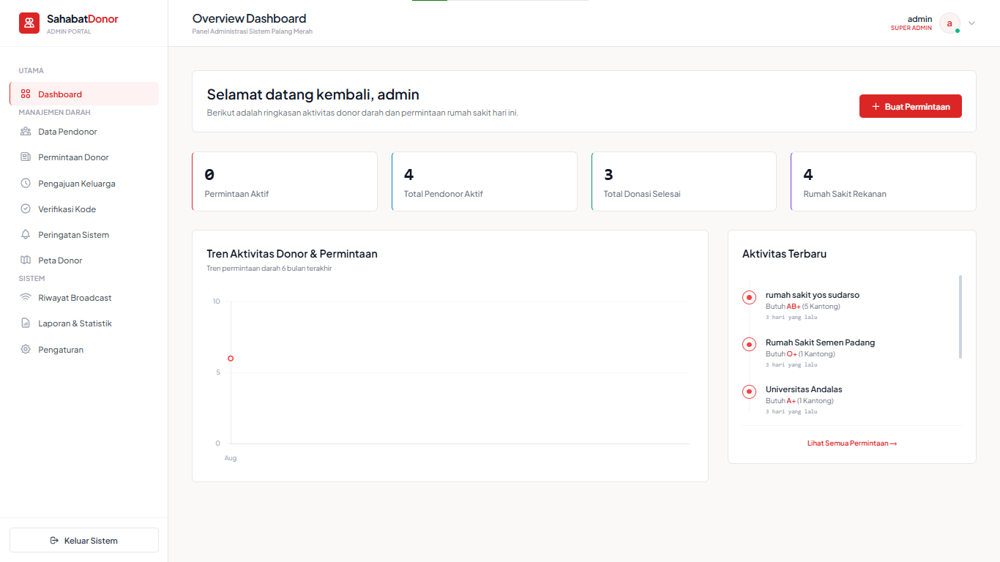 SahabatDonor
ADMIN PORTAL
Overview Dashboard
Panel Administrasi Sistem Palang Merah
admin
SUPER ADMIN
a
UTAMA
Dashboard
MANAJEMEN DARAH
Data Pendonor
Permintaan Donor
Pengajuan Keluarga
Verifikasi Kode
Peringatan Sistem
Peta Donor
SISTEM
Riwayat Broadcast
Laporan & Statistik
Pengaturan
Keluar Sistem
Selamat datang kembali, admin
Berikut adalah ringkasan aktivitas donor darah dan permintaan rumah sakit hari ini.
+ Buat Permintaan
0
Permintaan Aktif
4
Total Pendonor Aktif
3
Total Donasi Selesai
4
Rumah Sakit Rekanan
Tren Aktivitas Donor & Permintaan
Tren permintaan darah 6 bulan terakhir
10
5
0
Aug
Aktivitas Terbaru
rumah sakit yos sudarso
Butuh AB+ (5 Kantong)
3 hari yang lalu
Rumah Sakit Semen Padang
Butuh O+ (1 Kantong)
3 hari yang lalu
Universitas Andalas
Butuh A+ (1 Kantong)
3 hari yang lalu
Lihat Semua Permintaan →